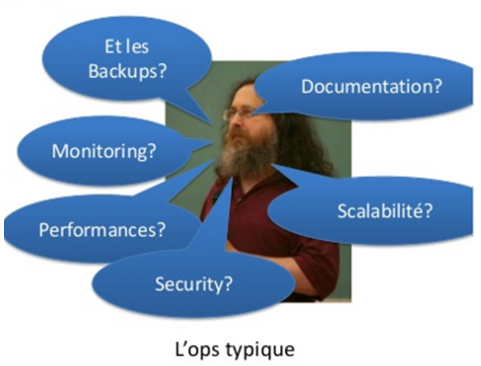 Et les
Backups?
Documentation?
Monitoring?
Scalabilité?
Performances?
Security?
L'ops typique